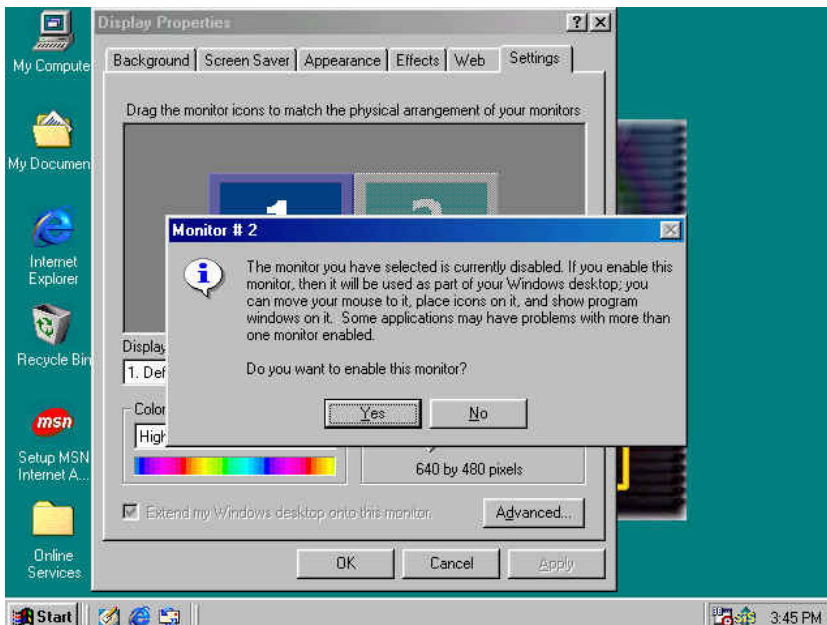 Display Properties
Background Screen Saver Appearance Effects Web Settings
Drag the monitor icons to match the physical arrangement of your monitors
1 2
Monitor # 2
The monitor you have selected is currently disabled. If you enable this
monitor, then it will be used as part of your Windows desktop; you
can move your mouse to it, place icons on it, and show program
windows on it. Some applications may have problems with more than
one monitor enabled.
Do you want to enable this monitor?
Yes No
Display
1. Def
Color
High
640 by 480 pixels
Extend my Windows desktop onto this monitor.
Advanced...
OK Cancel Apply
My Compute
My Documen
Internet
Explorer
Recycle Bin
msn
Setup MSN
Internet A...
Online
Services
Start
3:45 PM